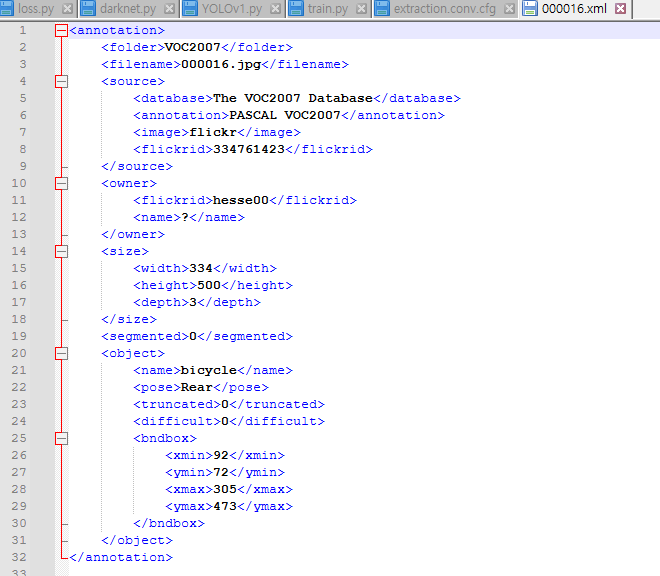 loss.py darknet.py YOLOv1.py train.py extraction.conv.cfg 000016.xml
1 <annotation>
2 <folder>VOC2007</folder>
3 <filename>000016.jpg</filename>
4 <source>
5 <database>The VOC2007 Database</database>
6 <annotation>PASCAL VOC2007</annotation>
7 <image>flickr</image>
8 <flickrid>334761423</flickrid>
9 </source>
10 <owner>
11 <flickrid>hesse00</flickrid>
12 <name>?</name>
13 </owner>
14 <size>
15 <width>334</width>
16 <height>500</height>
17 <depth>3</depth>
18 </size>
19 <segmented>0</segmented>
20 <object>
21 <name>bicycle</name>
22 <pose>Rear</pose>
23 <truncated>0</truncated>
24 <difficult>0</difficult>
25 <bndbox>
26 <xmin>92</xmin>
27 <ymin>72</ymin>
28 <xmax>305</xmax>
29 <ymax>473</ymax>
30 </bndbox>
31 </object>
32 </annotation>
33